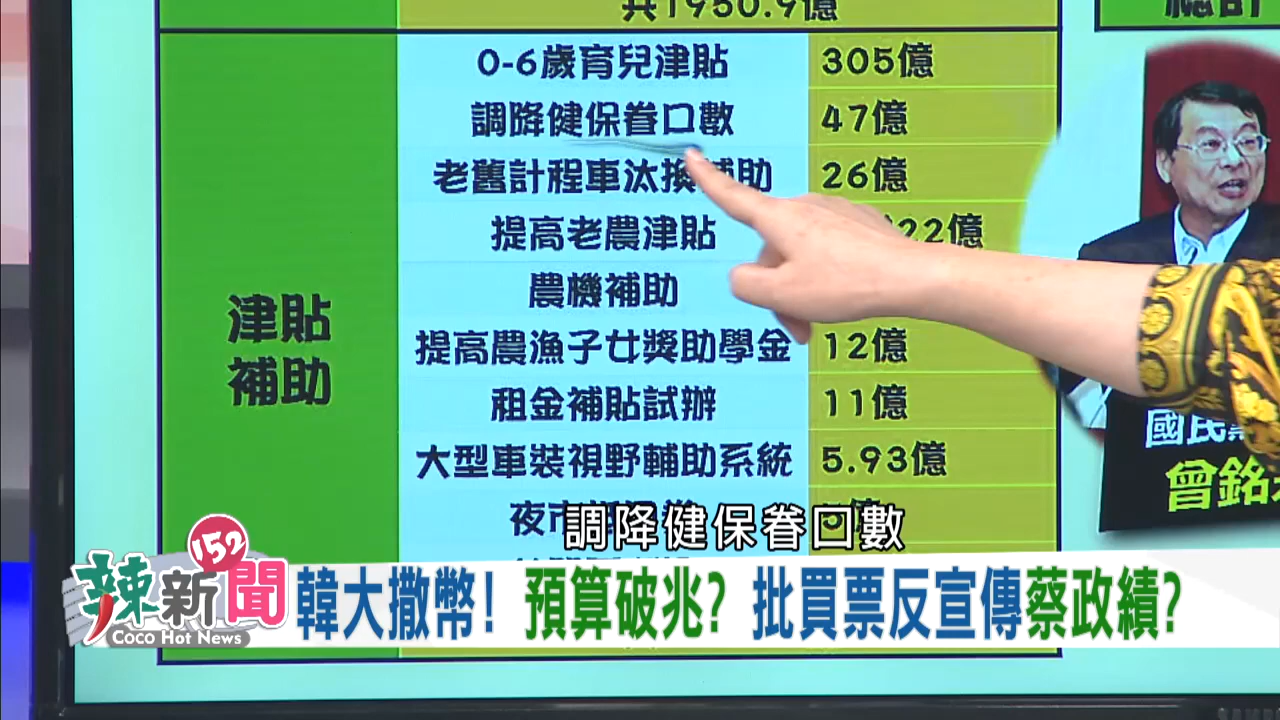 共1950.9億
總計
0-6歲育兒津貼 305億
調降健保眷口數 47億
老舊計程車汰換補助 26億
提高老農津貼 22億
農機補助
提高農漁子女獎助學金 12億
租金補貼試辦 11億
大型車裝視野輔助系統 5.93億
夜市
津貼
補助
國民黨
曾銘
調降健保眷口數
152
辣新聞
Coco Hot News
韓大撒幣! 預算破兆? 批買票反宣傳蔡政績?